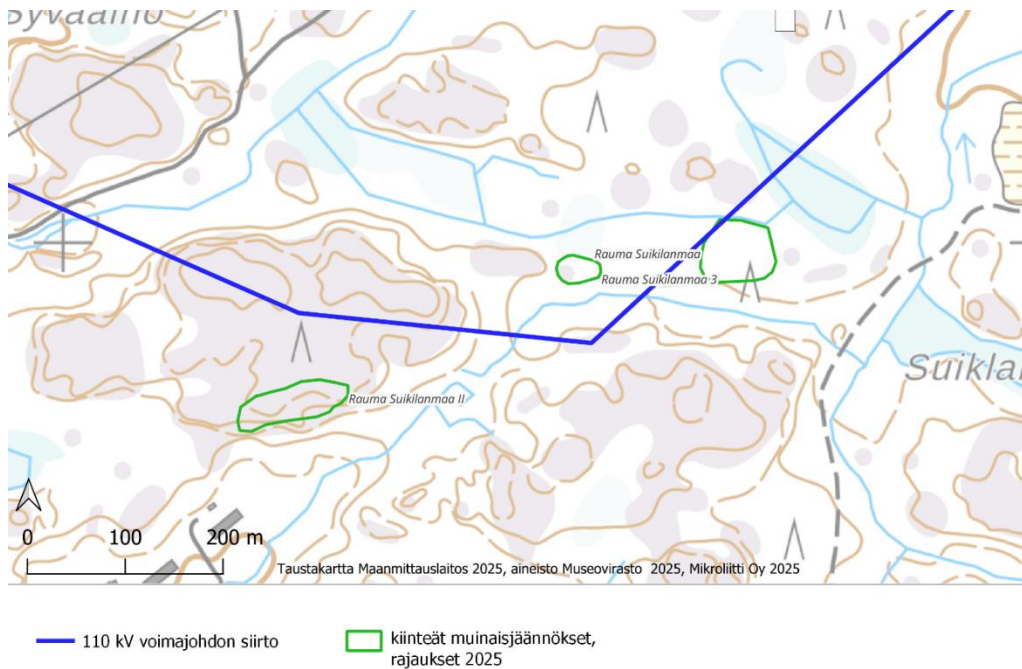 Syväalho
Rauma Suikilanmaa
Rauma Suikilanmaa 3
Suiklan
Rauma Suikilanmaa II
0 100 200 m
Taustakartta Maanmittauslaitos 2025, aineisto Museovirasto 2025, Mikroliitti Oy 2025
110 kV voimajohdon siirto
kiinteät muinaisjäännökset,
rajaukset 2025